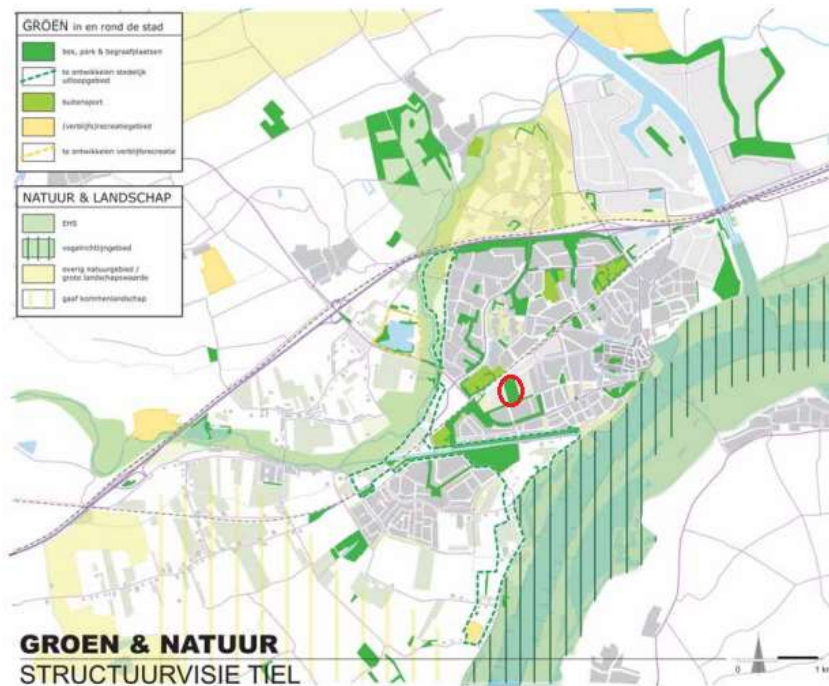 GROEN in en rond de stad
bos, park & begraafplaatsen
te ontwikkelen stedelijk
uitloopgebied
buitensport
(verblijfs)recreatiegebied
te ontwikkelen verblijfsrecreatie
NATUUR & LANDSCHAP
EHS
vogelrichtlijngebied
overig natuurgebied /
grote landschapswaarde
gaaf kommenlandschap
GROEN & NATUUR
STRUCTUURVISIE TIEL
0 1 km